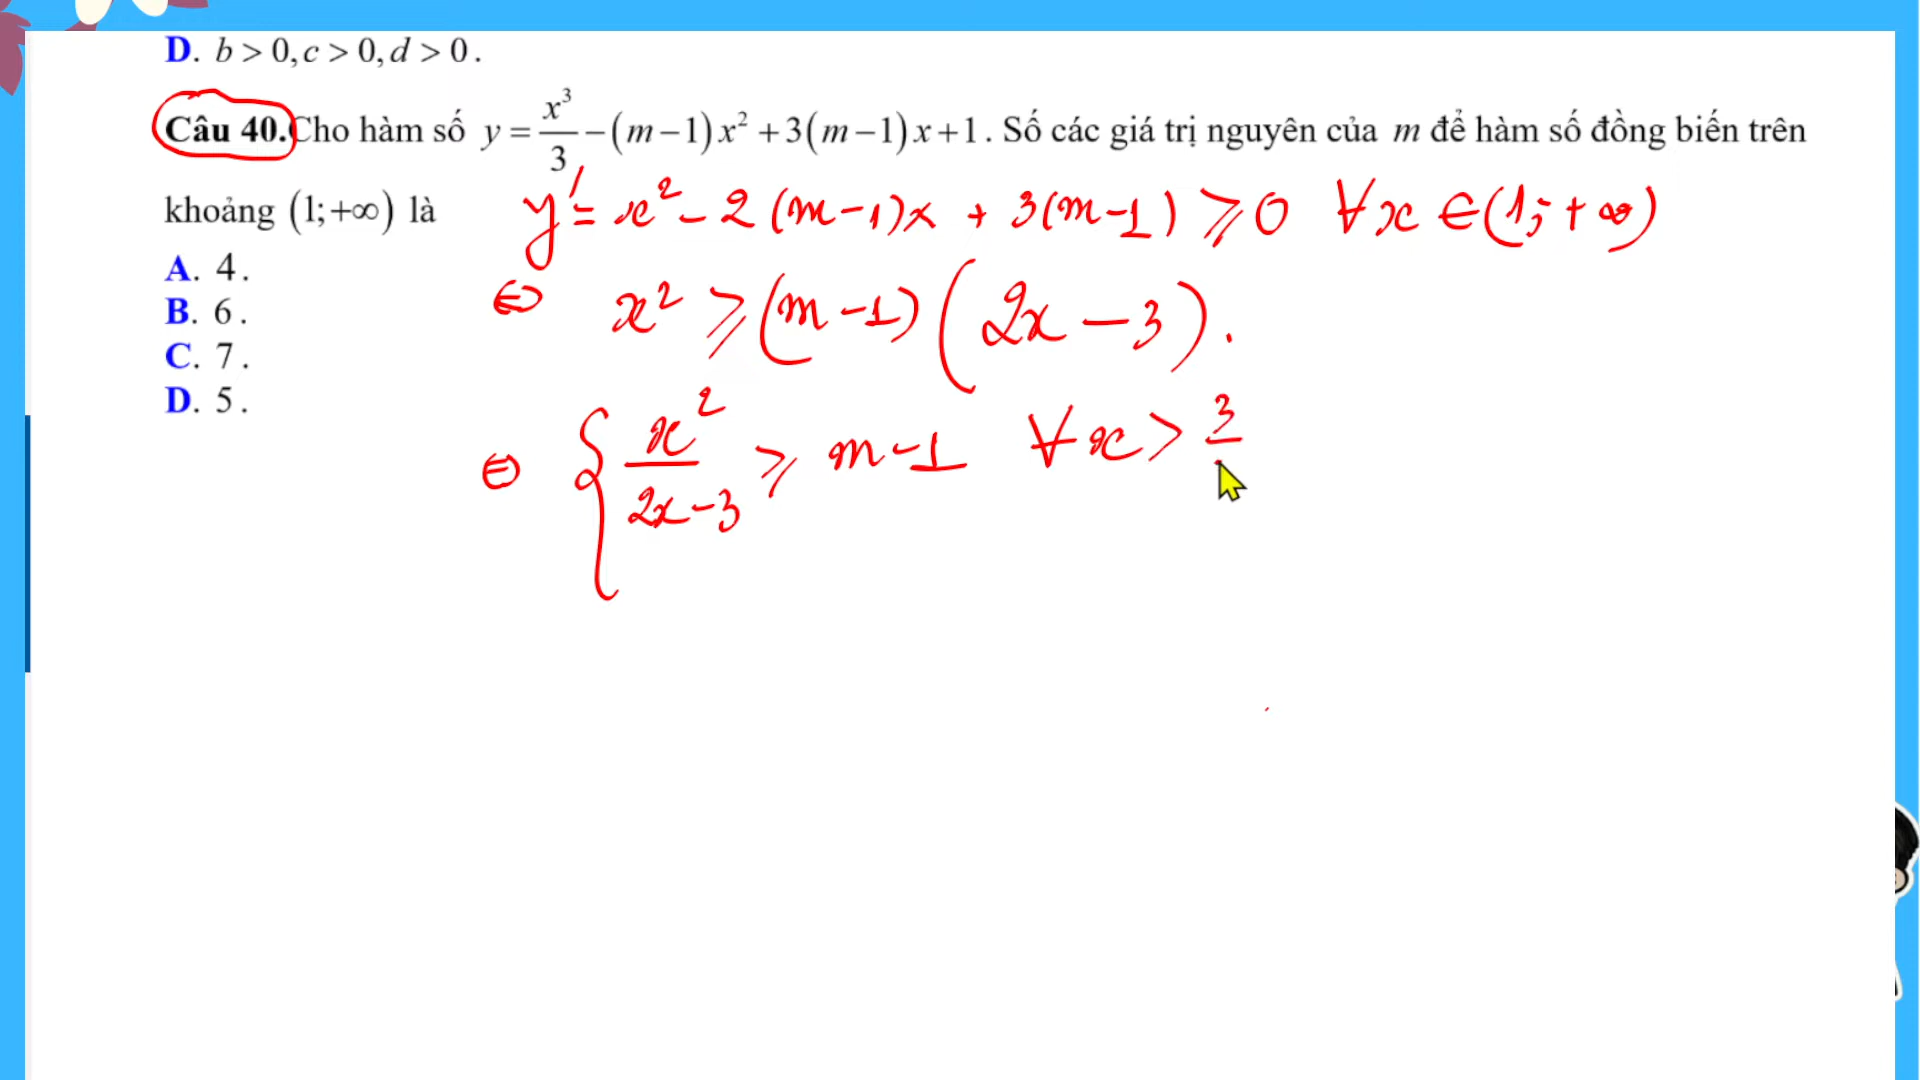 D. b > 0, c > 0, d > 0.
Câu 40. Cho hàm số y = x³/3 − (m−1)x² + 3(m−1)x + 1. Số các giá trị nguyên của m để hàm số đồng biến trên
khoảng (1;+∞) là
y' = x² − 2(m−1)x + 3(m−1) ⩾ 0 ∀x ∈ (1; +∞)
A. 4.
⇔ x² ⩾ (m−1)(2x − 3).
B. 6.
C. 7.
D. 5.
⇔ { x²/(2x−3) ⩾ m−1 ∀x > 3/